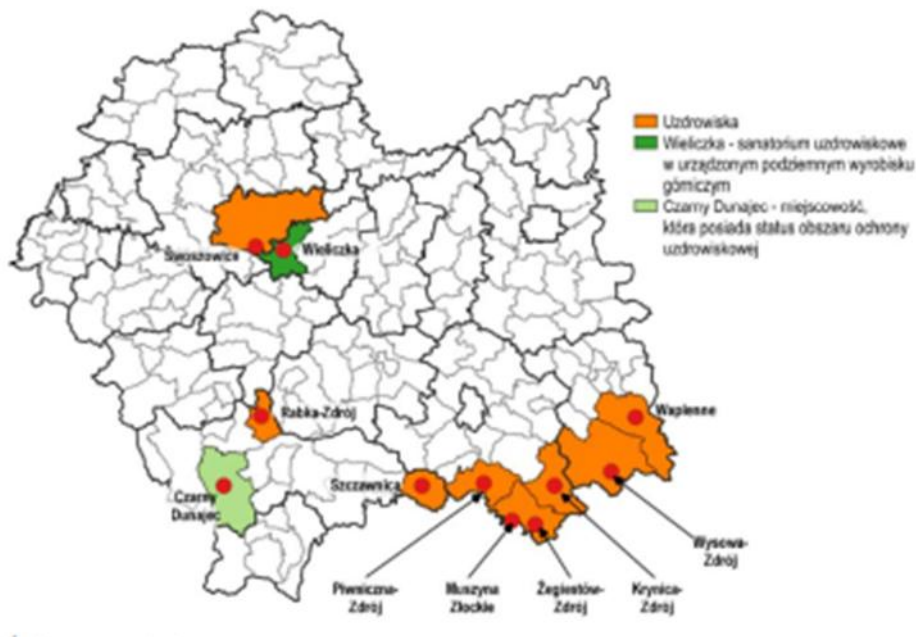 Uzdrowiska
Wieliczka - sanatorium uzdrowiskowe
w urządzonym podziemnym wyrobisku
górniczym
Czarny Dunajec - miejscowość,
która posiada status obszaru ochrony
uzdrowiskowej
Swoszowice
Wieliczka
Rabka-Zdrój
Wapienne
Szczawnica
Czarny
Dunajec
Wysowa-
Zdrój
Piwniczna-
Zdrój
Muszyna
Złockie
Żegiestów-
Zdrój
Krynica-
Zdrój